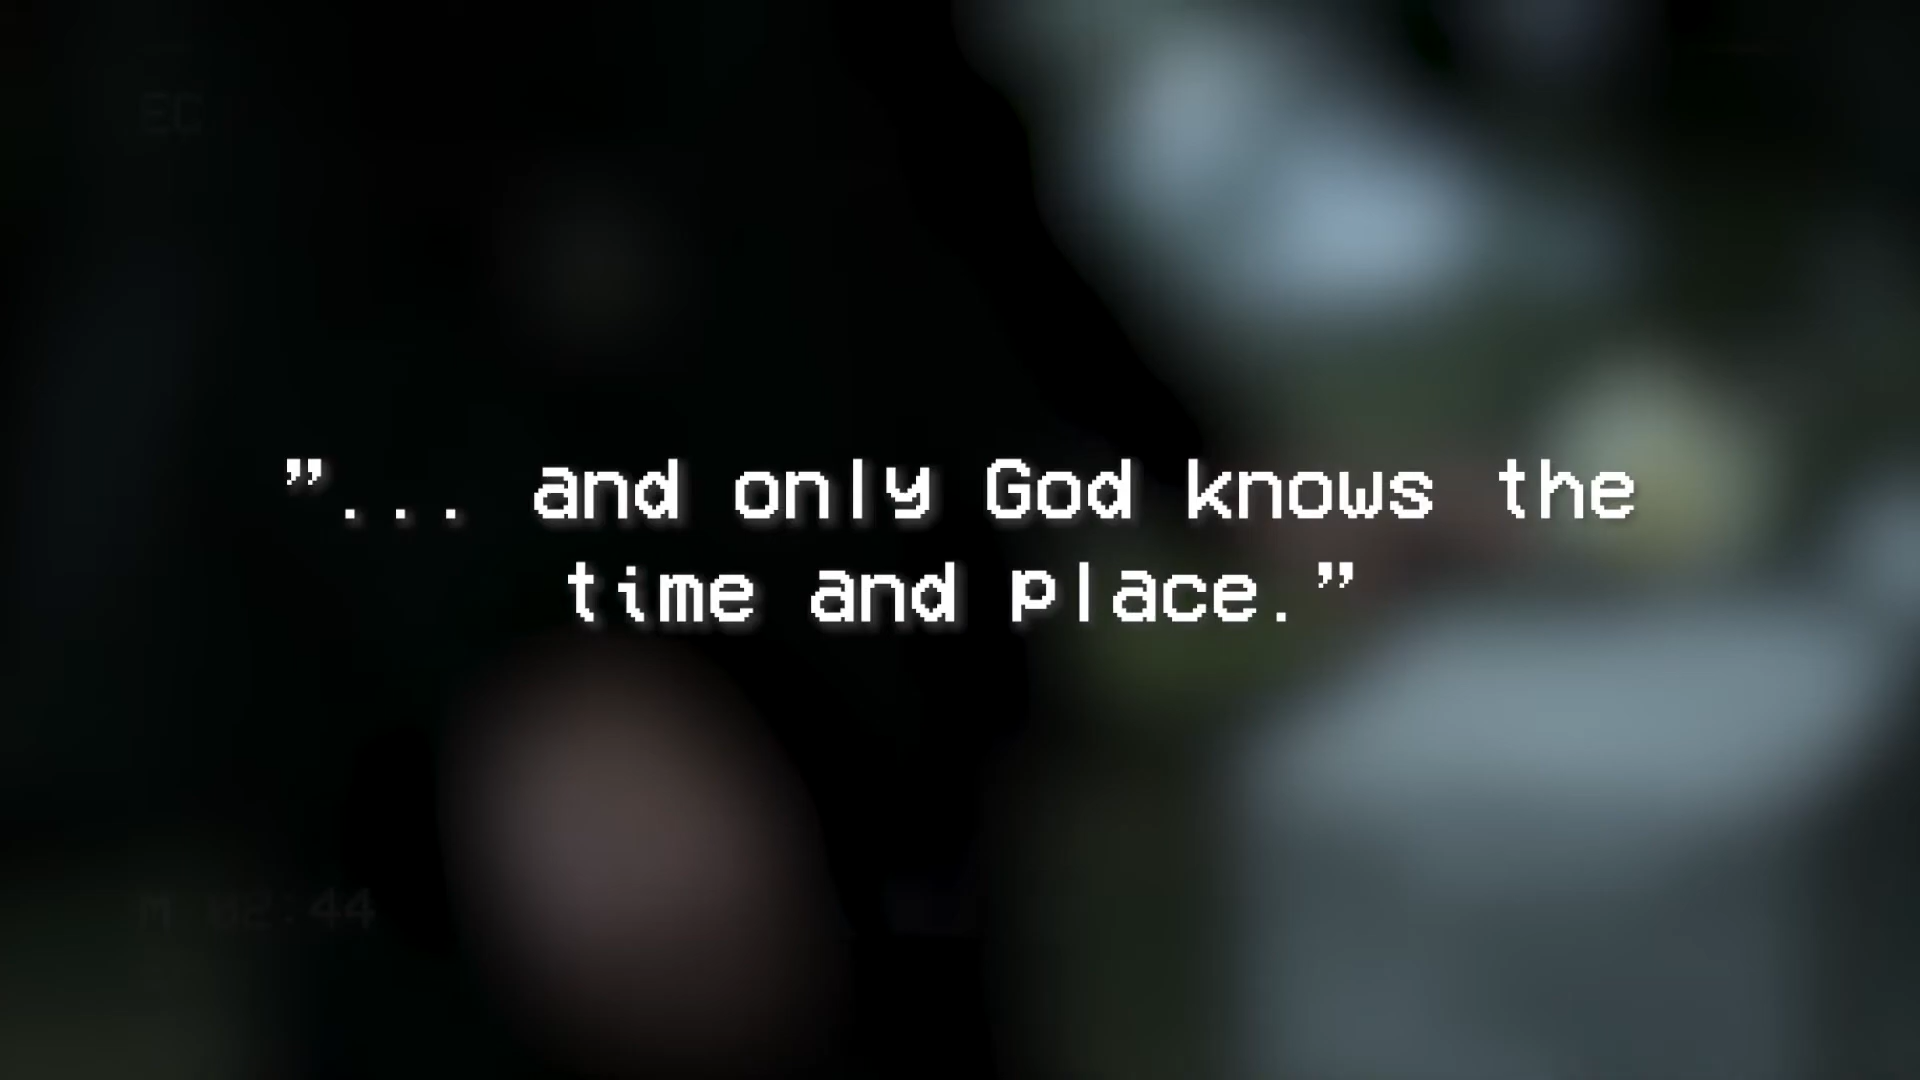 ”... and only God knows the
time and place.”